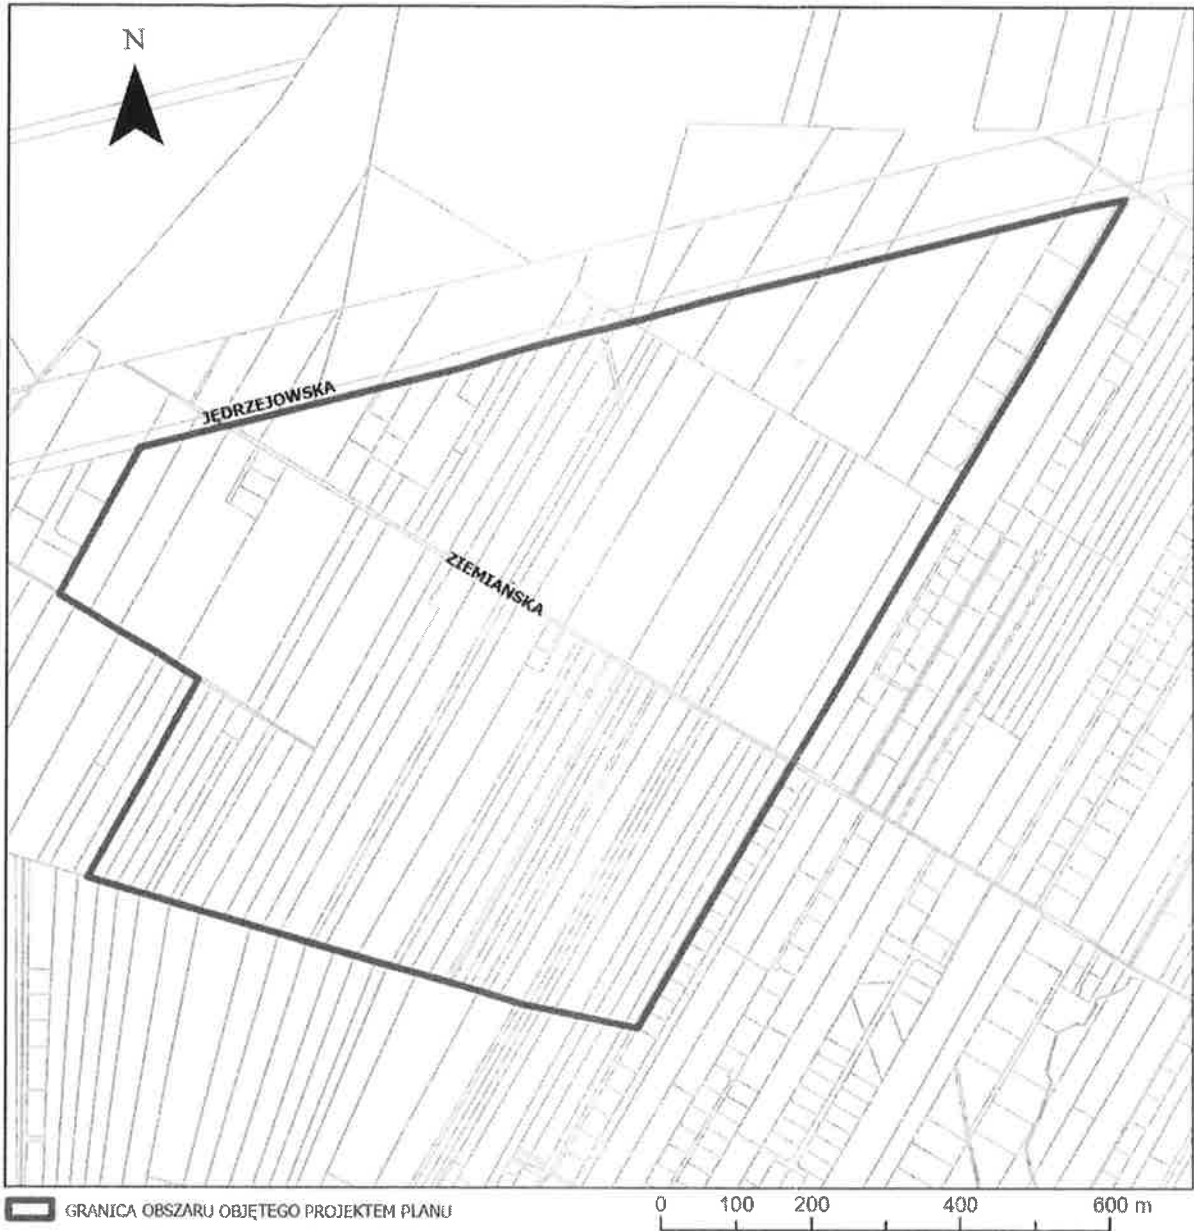 N
JĘDRZEJOWSKA
ZIEMIAŃSKA
GRANICA OBSZARU OBJĘTEGO PROJEKTEM PLANU
0 100 200 400 600 m